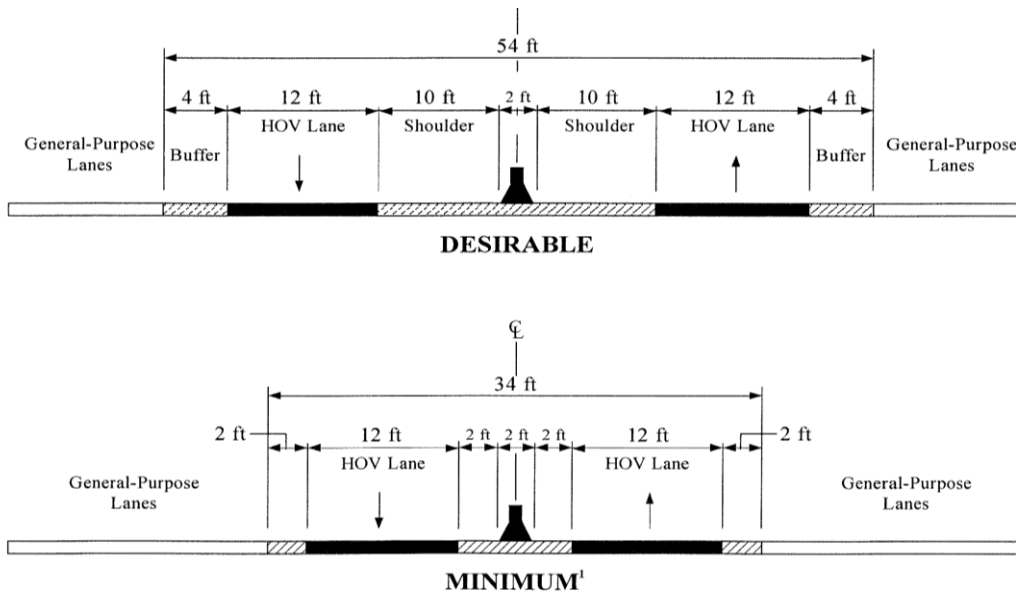 54 ft
4 ft 12 ft 10 ft 2 ft 10 ft 12 ft 4 ft
HOV Lane Shoulder Shoulder HOV Lane
General-Purpose
Lanes
Buffer
Buffer
General-Purpose
Lanes
DESIRABLE
℄
34 ft
2 ft 12 ft 2 ft 2 ft 2 ft 12 ft 2 ft
HOV Lane HOV Lane
General-Purpose
Lanes
General-Purpose
Lanes
MINIMUM¹